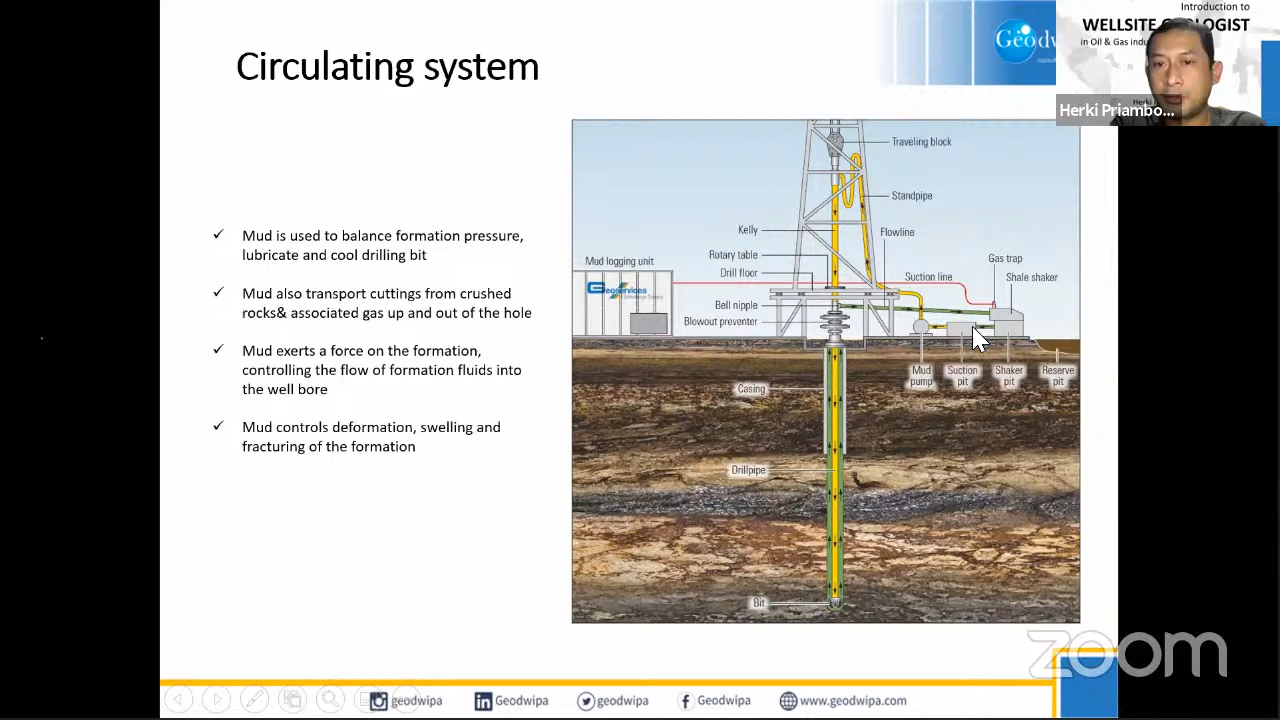 Introduction to
WELLSITE GEOLOGIST
in Oil & Gas indu
Circulating system
Geodw
Herki Priambo...
Mud is used to balance formation pressure,
lubricate and cool drilling bit
Mud also transport cuttings from crushed
rocks& associated gas up and out of the hole
Mud exerts a force on the formation,
controlling the flow of formation fluids into
the well bore
Mud controls deformation, swelling and
fracturing of the formation
Traveling block
Standpipe
Kelly
Flowline
Rotary table
Mud logging unit
Drill floor
Gas trap
Suction line
Shale shaker
Geoservices
Bell nipple
Blowout preventer
Mud
pump
Suction
pit
Shaker
pit
Reserve
pit
Casing
Drillpipe
Bit
zoom
geodwipa
Geodwipa
geodwipa
Geodwipa
www.geodwipa.com